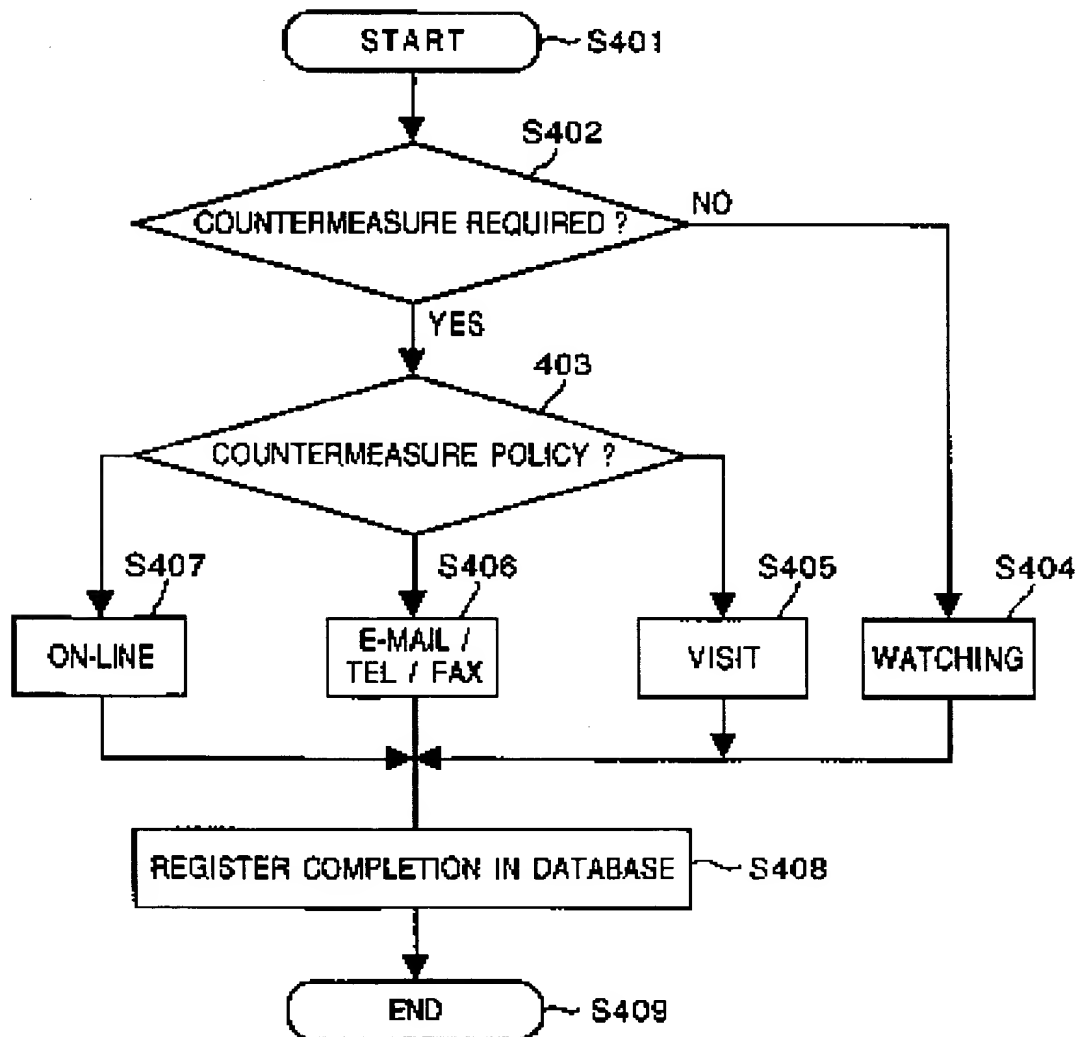 START
S401
S402
COUNTERMEASURE REQUIRED ?
NO
YES
403
COUNTERMEASURE POLICY ?
S407
S406
S405
S404
ON-LINE
E-MAIL /
TEL / FAX
VISIT
WATCHING
REGISTER COMPLETION IN DATABASE
S408
END
S409